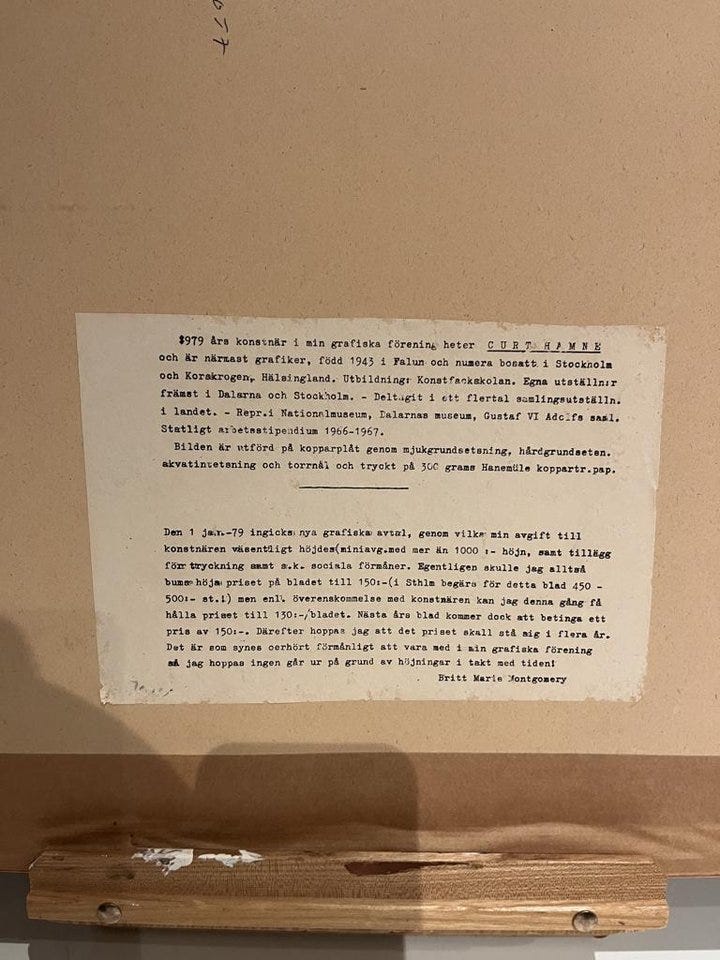 $979 års konstnär i min grafiska förening heter CURT HAMNE
och är närmast grafiker, född 1943 i Falun och numera bosatt i Stockholm
och Korskrogen, Hälsingland. Utbildning: Konstfackskolan. Egna utställn:r
främst i Dalarna och Stockholm. - Deltagit i ett flertal samlingsutställn.
i landet. - Repr.i Nationalmuseum, Dalarnas museum, Gustaf VI Adolfs saml.
Statligt arbetsstipendium 1966-1967.
Bilden är utförd på kopparplåt genom mjukgrundsetsning, hårdgrundsetsn.
akvatintetsning och torrnål och tryckt på 300 grams Hanemüle koppartr.pap.
Den 1 jan.-79 ingicks nya grafiska avtal, genom vilka min avgift till
konstnären väsentligt höjdes(miniavg.med mer än 1000 :- höjn, samt tillägg
för tryckning samt s.k. sociala förmåner. Egentligen skulle jag alltså
höja priset på bladet till 150:-(i Sthlm begärs för detta blad 450 -
500:- st.!) men enl. överenskommelse med konstnären kan jag denna gång få
hålla priset till 130:-/bladet. Nästa års blad kommer dock att betinga ett
pris av 150:-. Därefter hoppas jag att det priset skall stå sig i flera år.
Det är som synes oerhört förmånligt att vara med i min grafiska förening
så jag hoppas ingen går ur på grund av höjningar i takt med tiden!
Britt Marie Montgomery